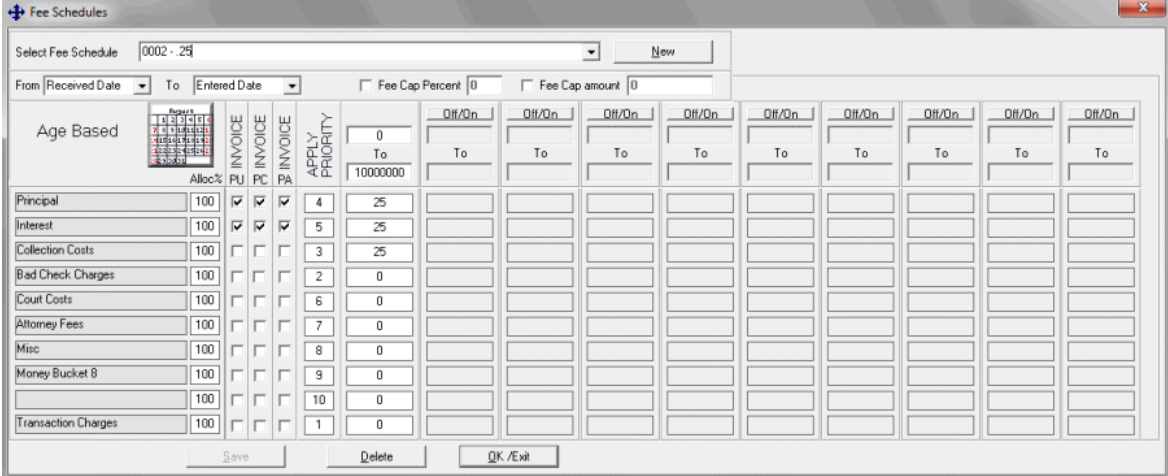 Fee Schedules
Select Fee Schedule 0002 - .25 New
From Received Date To Entered Date Fee Cap Percent 0 Fee Cap amount 0
Age Based August INVOICE INVOICE INVOICE APPLY PRIORITY 0 Off/On Off/On Off/On Off/On Off/On Off/On Off/On Off/On Off/On
To To To To To To To To To To
Alloc% PU PC PA 10000000
Principal 100 4 25
Interest 100 5 25
Collection Costs 100 3 25
Bad Check Charges 100 2 0
Court Costs 100 6 0
Attorney Fees 100 7 0
Misc 100 8 0
Money Bucket 8 100 9 0
100 10 0
Transaction Charges 100 1 0
Save Delete OK /Exit